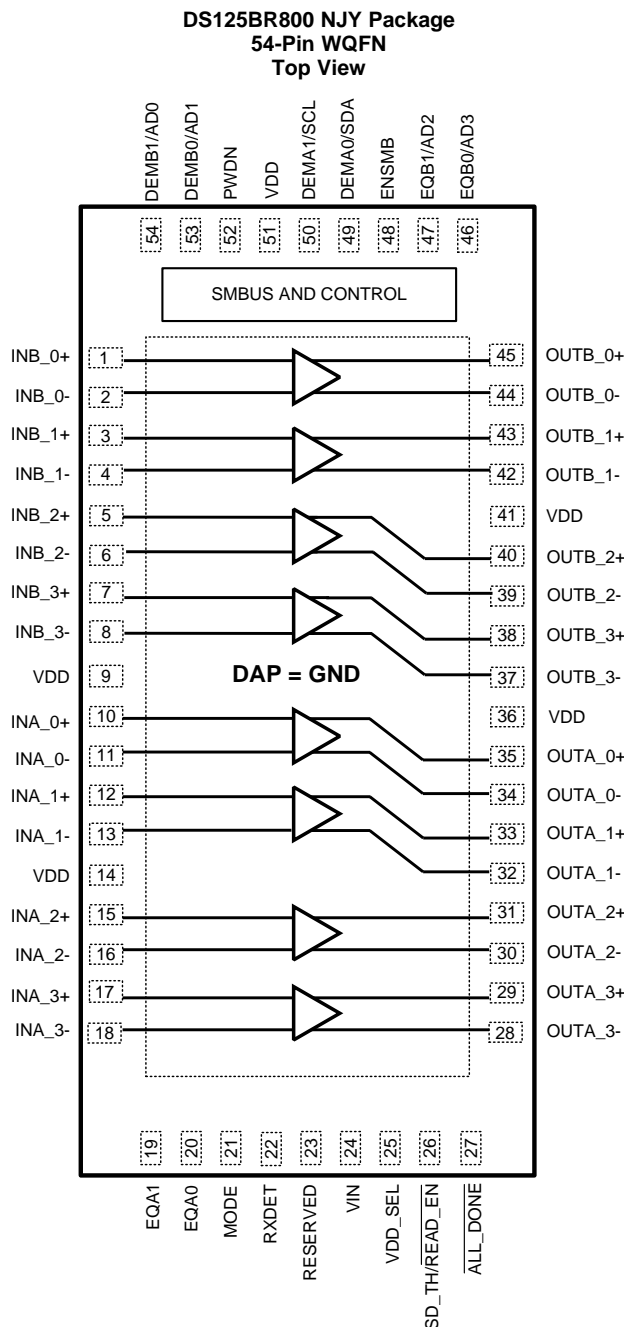 DS125BR800 NJY Package
54-Pin WQFN
Top View
DEMB1/AD0
DEMB0/AD1
PWDN
VDD
DEMA1/SCL
DEMA0/SDA
ENSMB
EQB1/AD2
EQB0/AD3
54
53
52
51
50
49
48
47
46
SMBUS AND CONTROL
INB_0+ 1 45 OUTB_0+
INB_0- 2 44 OUTB_0-
INB_1+ 3 43 OUTB_1+
INB_1- 4 42 OUTB_1-
INB_2+ 5 41 VDD
INB_2- 6 40 OUTB_2+
INB_3+ 7 39 OUTB_2-
INB_3- 8 38 OUTB_3+
VDD 9 DAP = GND 37 OUTB_3-
INA_0+ 10 36 VDD
INA_0- 11 35 OUTA_0+
INA_1+ 12 34 OUTA_0-
INA_1- 13 33 OUTA_1+
VDD 14 32 OUTA_1-
INA_2+ 15 31 OUTA_2+
INA_2- 16 30 OUTA_2-
INA_3+ 17 29 OUTA_3+
INA_3- 18 28 OUTA_3-
19
20
21
22
23
24
25
26
27
EQA1
EQA0
MODE
RXDET
RESERVED
VIN
VDD_SEL
SD_TH/READ_EN
ALL_DONE